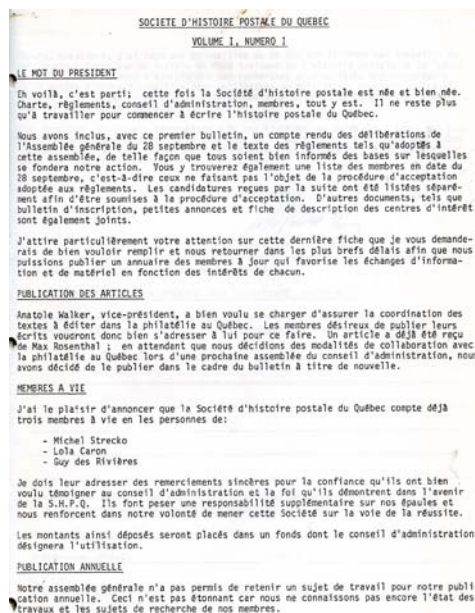 SOCIETE D'HISTOIRE POSTALE DU QUEBEC
VOLUME I, NUMERO I
LE MOT DU PRESIDENT
Eh voilà, c'est parti; cette fois la Société d'histoire postale est née et bien née.
Charte, règlements, conseil d'administration, membres, tout y est. Il ne reste plus
qu'à travailler pour commencer à écrire l'histoire postale du Québec.
Nous avons inclus, avec ce premier bulletin, un compte rendu des délibérations de
l'Assemblée générale du 28 septembre et le texte des règlements tel qu'adoptés à
cette assemblée, de telle façon que tous soient bien informés des bases sur lesquelles
se fondera notre action. Vous y trouverez également une liste des membres en date du
28 septembre, c'est-à-dire ceux ne faisant pas l'objet de la procédure d'acceptation
adoptée aux règlements. Les candidatures reçues par la suite ont été listées séparé-
ment afin d'être soumises à la procédure d'acceptation. D'autres documents, tels que
bulletin d'inscription, petites annonces et fiche de description des centres d'intérêt
sont également joints.
J'attire particulièrement votre attention sur cette dernière fiche que je vous demande-
rais de bien vouloir remplir et nous retourner dans les plus brefs délais afin que nous
puissions publier un annuaire des membres à jour qui favorise les échanges d'informa-
tion et de matériel en fonction des intérêts de chacun.
PUBLICATION DES ARTICLES
Anatole Walker, vice-président, a bien voulu se charger d'assurer la coordination des
textes à éditer dans la philatélie au Québec. Les membres désireux de publier leurs
écrits voudront donc bien s'adresser à lui pour ce faire. Un article a déjà été reçu
de Max Rosenthal ; en attendant que nous décidions des modalités de collaboration avec
la philatélie au Québec lors d'une prochaine assemblée du conseil d'administration, nous
avons décidé de le publier dans le cadre du bulletin à titre de nouvelle.
MEMBRES A VIE
J'ai le plaisir d'annoncer que la Société d'histoire postale du Québec compte déjà
trois membres à vie en les personnes de:
- Michel Strecko
- Lola Caron
- Guy des Rivières
Je dois leur adresser des remerciements sincères pour la confiance qu'ils ont bien
voulu témoigner au conseil d'administration et la foi qu'ils démontrent dans l'avenir
de la S.H.P.Q. Ils font peser une responsabilité supplémentaire sur nos épaules et
nous renforcent dans notre volonté de mener cette Société sur la voie de la réussite.
Les montants ainsi déposés seront placés dans un fonds dont le conseil d'administration
désignera l'utilisation.
PUBLICATION ANNUELLE
Notre assemblée générale n'a pas permis de retenir un sujet de travail pour notre publi
cation annuelle. Ceci n'est pas étonnant car nous ne connaissons pas encore l'état des
travaux et les sujets de recherche de nos membres.